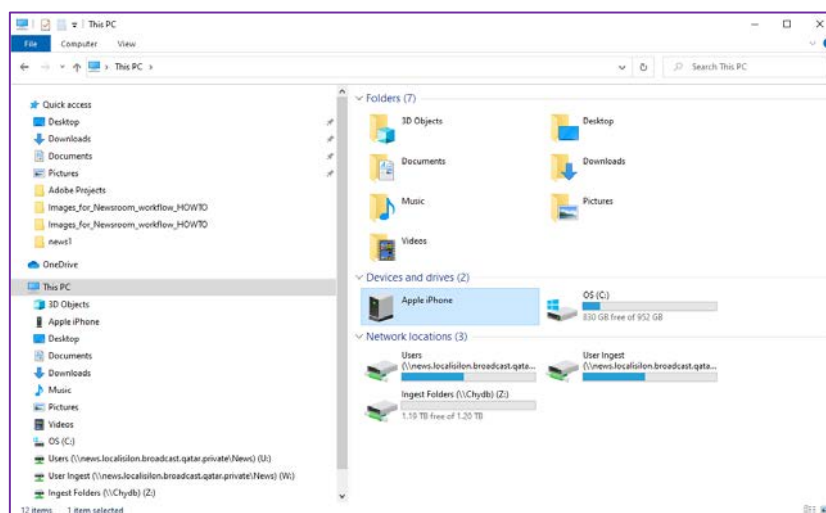 This PC
File Computer View
This PC
Search This PC
Quick access
Desktop
Downloads
Documents
Pictures
Adobe Projects
Images_for_Newsroom_workflow_HOWTO
Images_for_Newsroom_workflow_HOWTO
news1
OneDrive
This PC
3D Objects
Apple iPhone
Desktop
Documents
Downloads
Music
Pictures
Videos
OS (C:)
Users (\\news.localisilon.broadcast.qatar.private\News) (U:)
User Ingest (\\news.localisilon.broadcast.qatar.private\News) (W:)
Ingest Folders (\\Chydb) (Z:)
Folders (7)
3D Objects
Desktop
Documents
Downloads
Music
Pictures
Videos
Devices and drives (2)
Apple iPhone
OS (C:)
830 GB free of 952 GB
Network locations (3)
Users
(\\news.localisilon.broadcast.qata...
User Ingest
(\\news.localisilon.broadcast.qata...
Ingest Folders (\\Chydb) (Z:)
1.19 TB free of 1.20 TB
12 items 1 item selected